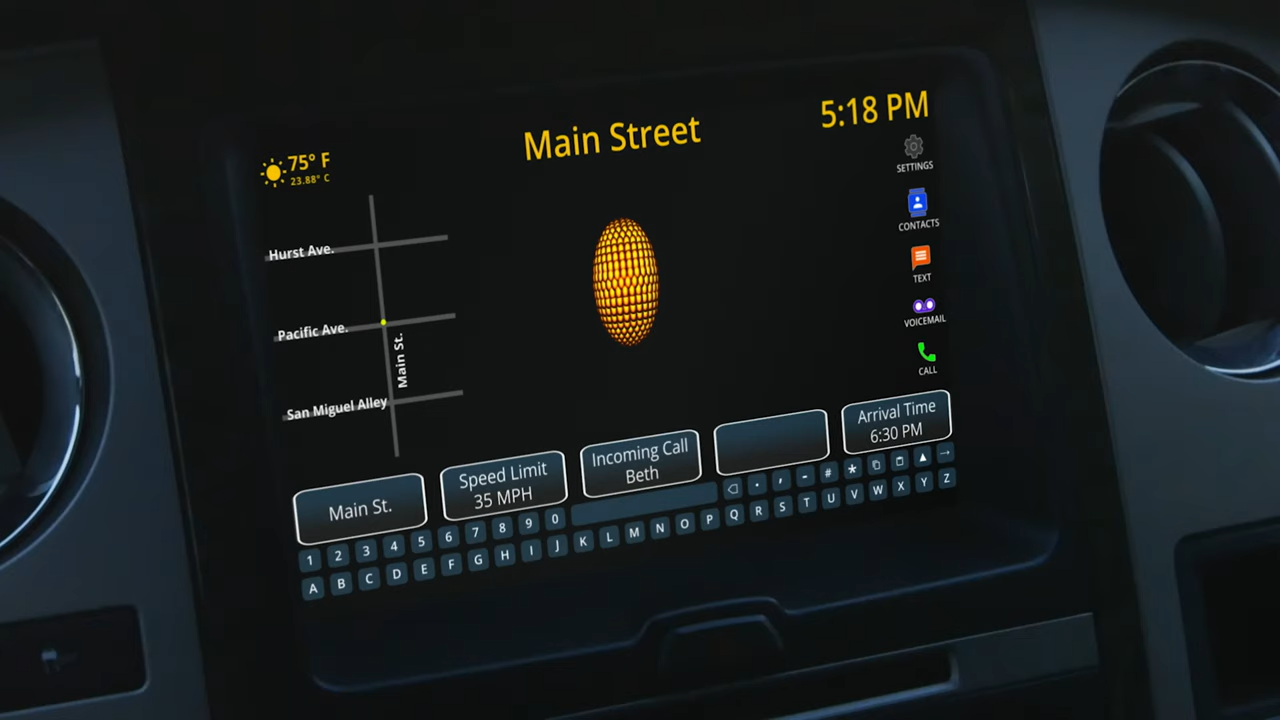 Main Street
5:18 PM
75° F
23.88° C
SETTINGS
CONTACTS
TEXT
VOICEMAIL
CALL
Hurst Ave.
Pacific Ave.
Main St.
San Miguel Alley
Main St.
Speed Limit
35 MPH
Incoming Call
Beth
Arrival Time
6:30 PM
1 2 3 4 5 6 7 8 9 0 . , - # * ▲ →
A B C D E F G H I J K L M N O P Q R S T U V W X Y Z